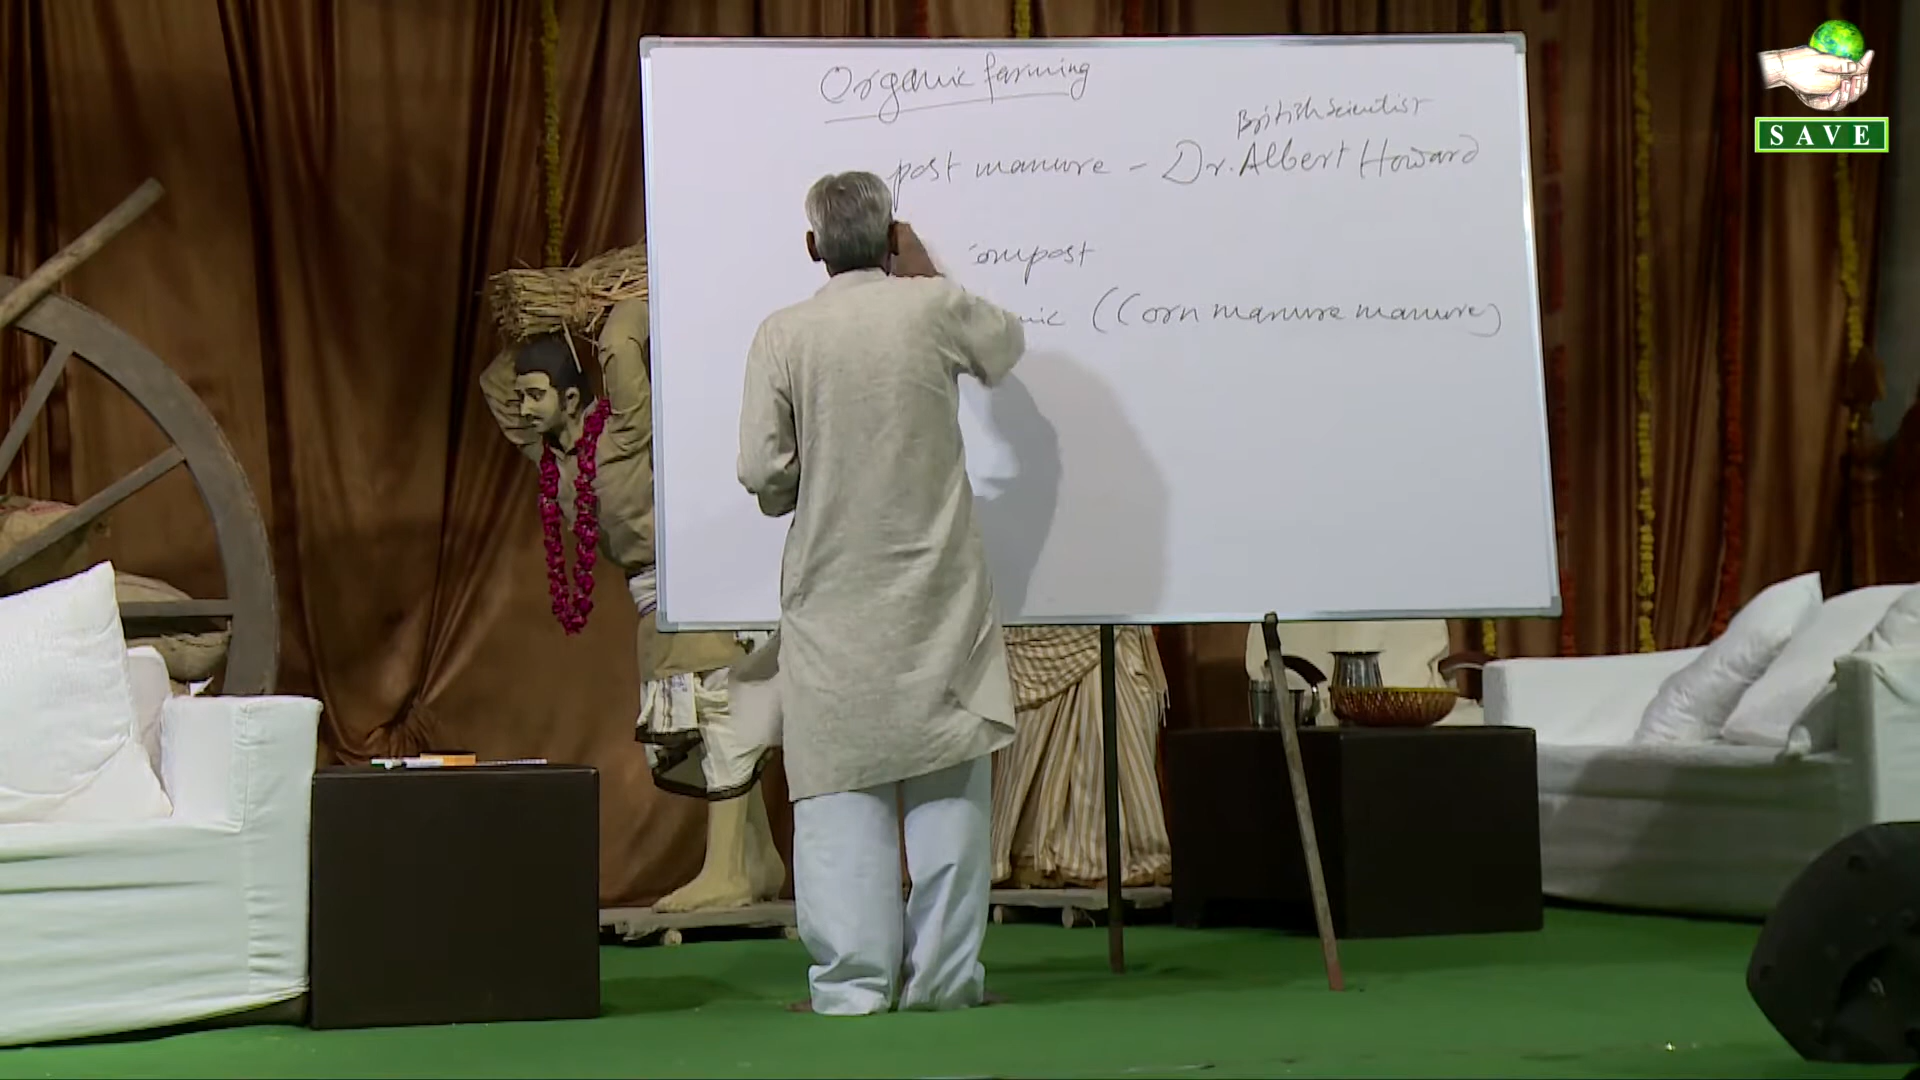 Organic farming
British Scientist
post manure - Dr. Albert Howard
ompost
nic (Corn manure manure)
SAVE